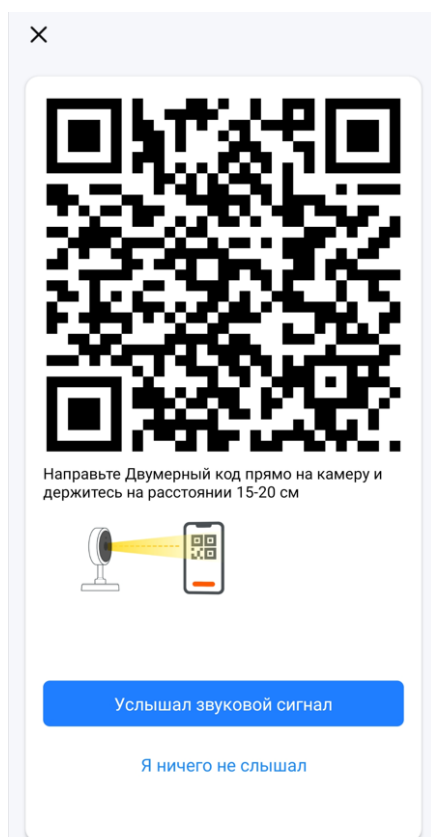 Направьте Двумерный код прямо на камеру и
держитесь на расстоянии 15-20 см
Услышал звуковой сигнал
Я ничего не слышал